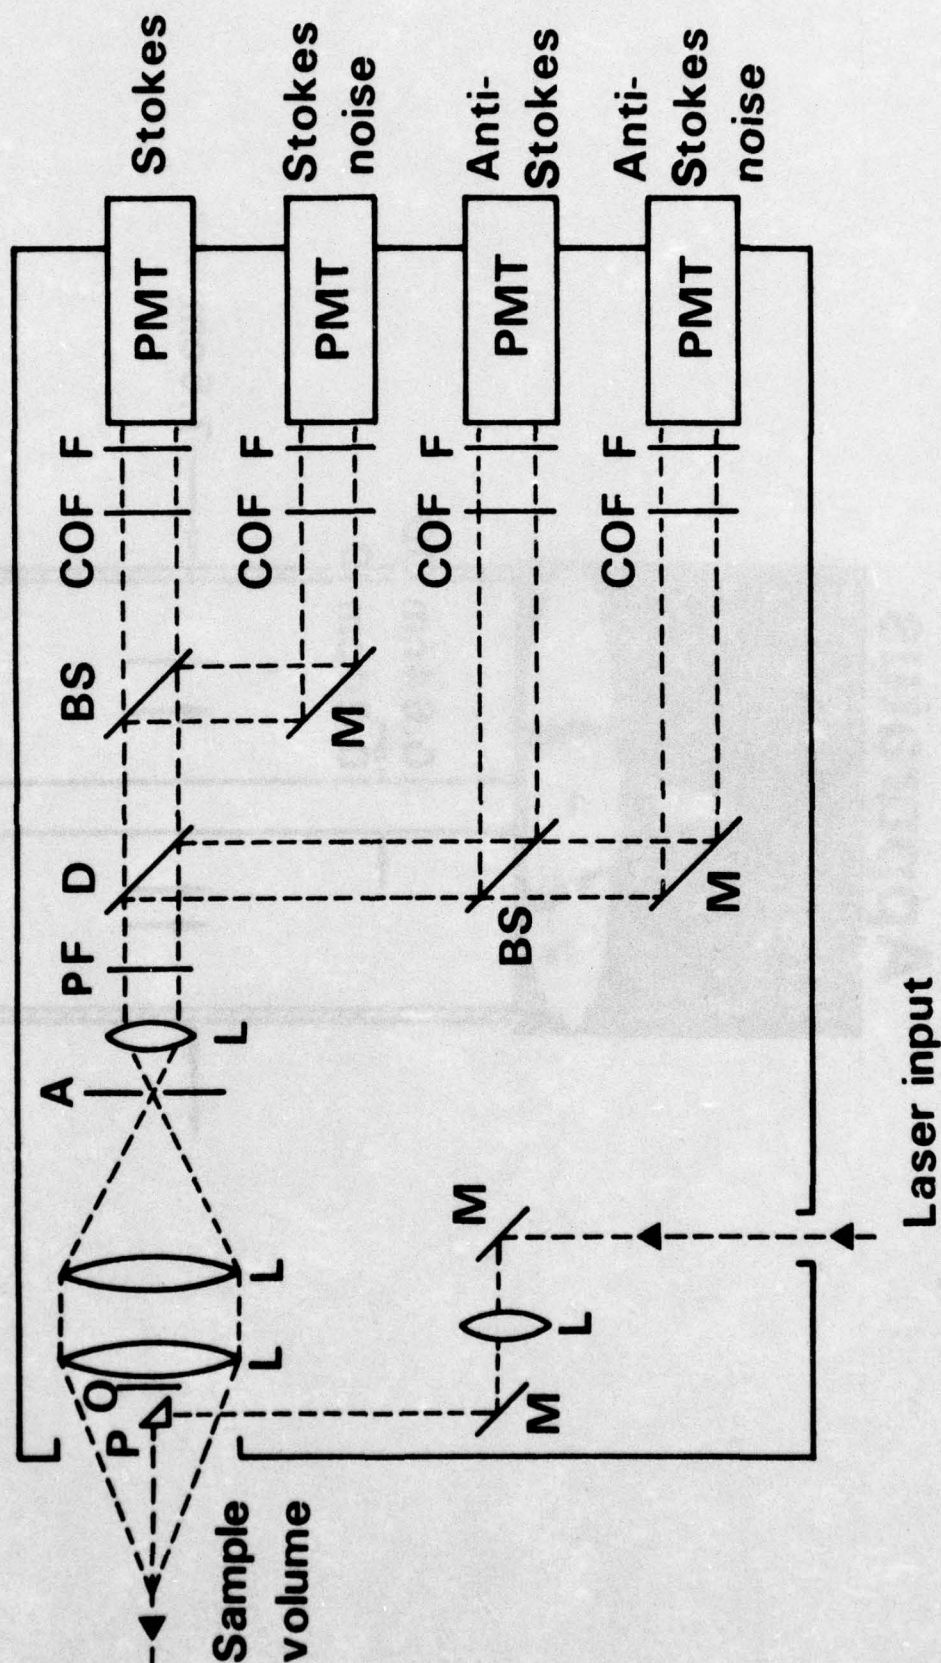 Stokes
Stokes
noise
Anti-
Stokes
Anti-
Stokes
noise
PMT
PMT
PMT
PMT
F
F
F
F
COF
COF
COF
COF
BS
M
D
BS
M
PF
L
A
L
L
O
P
M
L
M
Sample
volume
Laser input